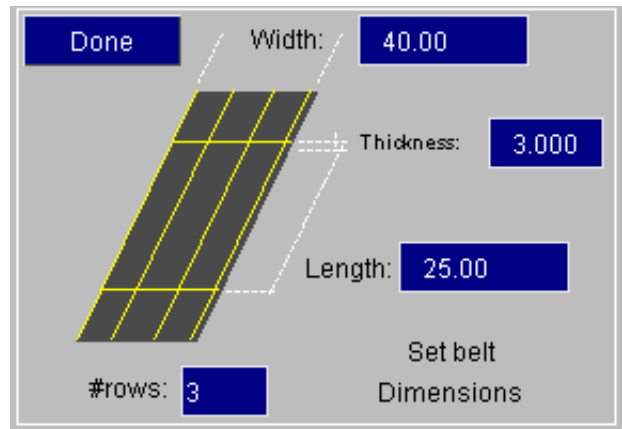 Done Width: 40.00
Thickness: 3.000
Length: 25.00
Set belt
#rows: 3 Dimensions